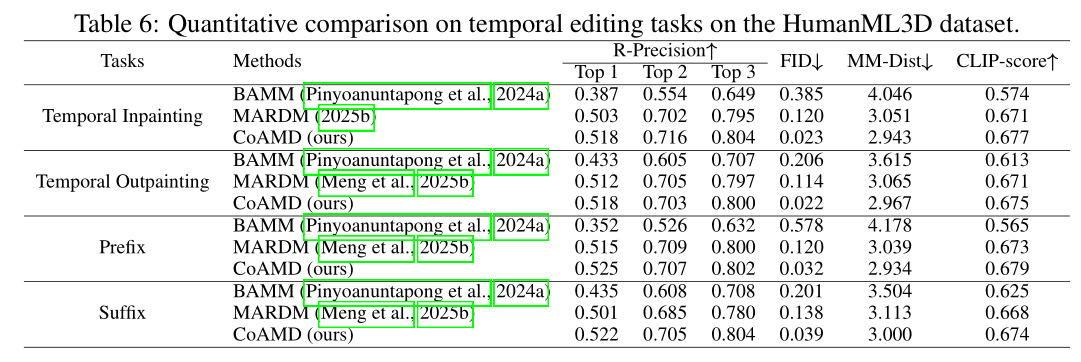 Table 6: Quantitative comparison on temporal editing tasks on the HumanML3D dataset.
Tasks Methods R-Precision↑ FID↓ MM-Dist↓ CLIP-score↑
Top 1 Top 2 Top 3
Temporal Inpainting
BAMM (Pinyoanuntapong et al., 2024a) 0.387 0.554 0.649 0.385 4.046 0.574
MARDM (2025b) 0.503 0.702 0.795 0.120 3.051 0.671
CoAMD (ours) 0.518 0.716 0.804 0.023 2.943 0.677
Temporal Outpainting
BAMM (Pinyoanuntapong et al., 2024a) 0.433 0.605 0.707 0.206 3.615 0.613
MARDM (Meng et al., 2025b) 0.512 0.705 0.797 0.114 3.065 0.671
CoAMD (ours) 0.518 0.703 0.800 0.022 2.967 0.675
Prefix
BAMM (Pinyoanuntapong et al., 2024a) 0.352 0.526 0.632 0.578 4.178 0.565
MARDM (Meng et al., 2025b) 0.515 0.709 0.800 0.120 3.039 0.673
CoAMD (ours) 0.525 0.707 0.802 0.032 2.934 0.679
Suffix
BAMM (Pinyoanuntapong et al., 2024a) 0.435 0.608 0.708 0.201 3.504 0.625
MARDM (Meng et al., 2025b) 0.501 0.685 0.780 0.138 3.113 0.668
CoAMD (ours) 0.522 0.705 0.804 0.039 3.000 0.674